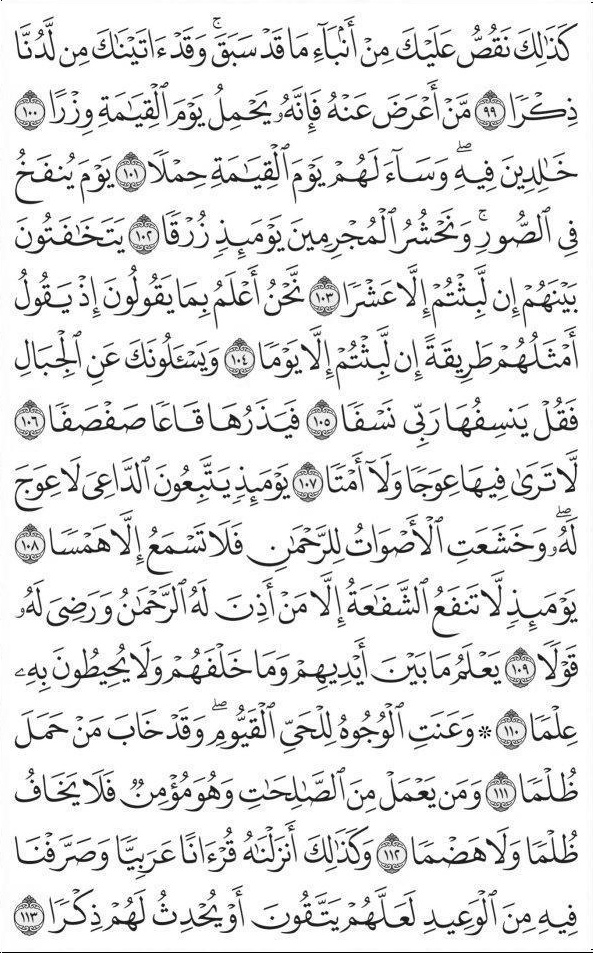 كَذَٰلِكَ نَقُصُّ عَلَيْكَ مِنْ أَنۢبَآءِ مَا قَدْ سَبَقَۚ وَقَدْ ءَاتَيْنَٰكَ مِن لَّدُنَّا
ذِكْرًا ٩٩ مَّنْ أَعْرَضَ عَنْهُ فَإِنَّهُۥ يَحْمِلُ يَوْمَ ٱلْقِيَٰمَةِ وِزْرًا ١٠٠
خَٰلِدِينَ فِيهِۖ وَسَآءَ لَهُمْ يَوْمَ ٱلْقِيَٰمَةِ حِمْلًا ١٠١ يَوْمَ يُنفَخُ
فِى ٱلصُّورِۚ وَنَحْشُرُ ٱلْمُجْرِمِينَ يَوْمَئِذٍ زُرْقًا ١٠٢ يَتَخَٰفَتُونَ
بَيْنَهُمْ إِن لَّبِثْتُمْ إِلَّا عَشْرًا ١٠٣ نَّحْنُ أَعْلَمُ بِمَا يَقُولُونَ إِذْ يَقُولُ
أَمْثَلُهُمْ طَرِيقَةً إِن لَّبِثْتُمْ إِلَّا يَوْمًا ١٠٤ وَيَسْـَٔلُونَكَ عَنِ ٱلْجِبَالِ
فَقُلْ يَنسِفُهَا رَبِّى نَسْفًا ١٠٥ فَيَذَرُهَا قَاعًا صَفْصَفًا ١٠٦
لَّا تَرَىٰ فِيهَا عِوَجًا وَلَآ أَمْتًا ١٠٧ يَوْمَئِذٍ يَتَّبِعُونَ ٱلدَّاعِىَ لَا عِوَجَ
لَهُۥۖ وَخَشَعَتِ ٱلْأَصْوَاتُ لِلرَّحْمَٰنِ فَلَا تَسْمَعُ إِلَّا هَمْسًا ١٠٨
يَوْمَئِذٍ لَّا تَنفَعُ ٱلشَّفَٰعَةُ إِلَّا مَنْ أَذِنَ لَهُ ٱلرَّحْمَٰنُ وَرَضِىَ لَهُۥ
قَوْلًا ١٠٩ يَعْلَمُ مَا بَيْنَ أَيْدِيهِمْ وَمَا خَلْفَهُمْ وَلَا يُحِيطُونَ بِهِۦ
عِلْمًا ١١٠ ۞ وَعَنَتِ ٱلْوُجُوهُ لِلْحَىِّ ٱلْقَيُّومِۖ وَقَدْ خَابَ مَنْ حَمَلَ
ظُلْمًا ١١١ وَمَن يَعْمَلْ مِنَ ٱلصَّٰلِحَٰتِ وَهُوَ مُؤْمِنٌ فَلَا يَخَافُ
ظُلْمًا وَلَا هَضْمًا ١١٢ وَكَذَٰلِكَ أَنزَلْنَٰهُ قُرْءَانًا عَرَبِيًّا وَصَرَّفْنَا
فِيهِ مِنَ ٱلْوَعِيدِ لَعَلَّهُمْ يَتَّقُونَ أَوْ يُحْدِثُ لَهُمْ ذِكْرًا ١١٣